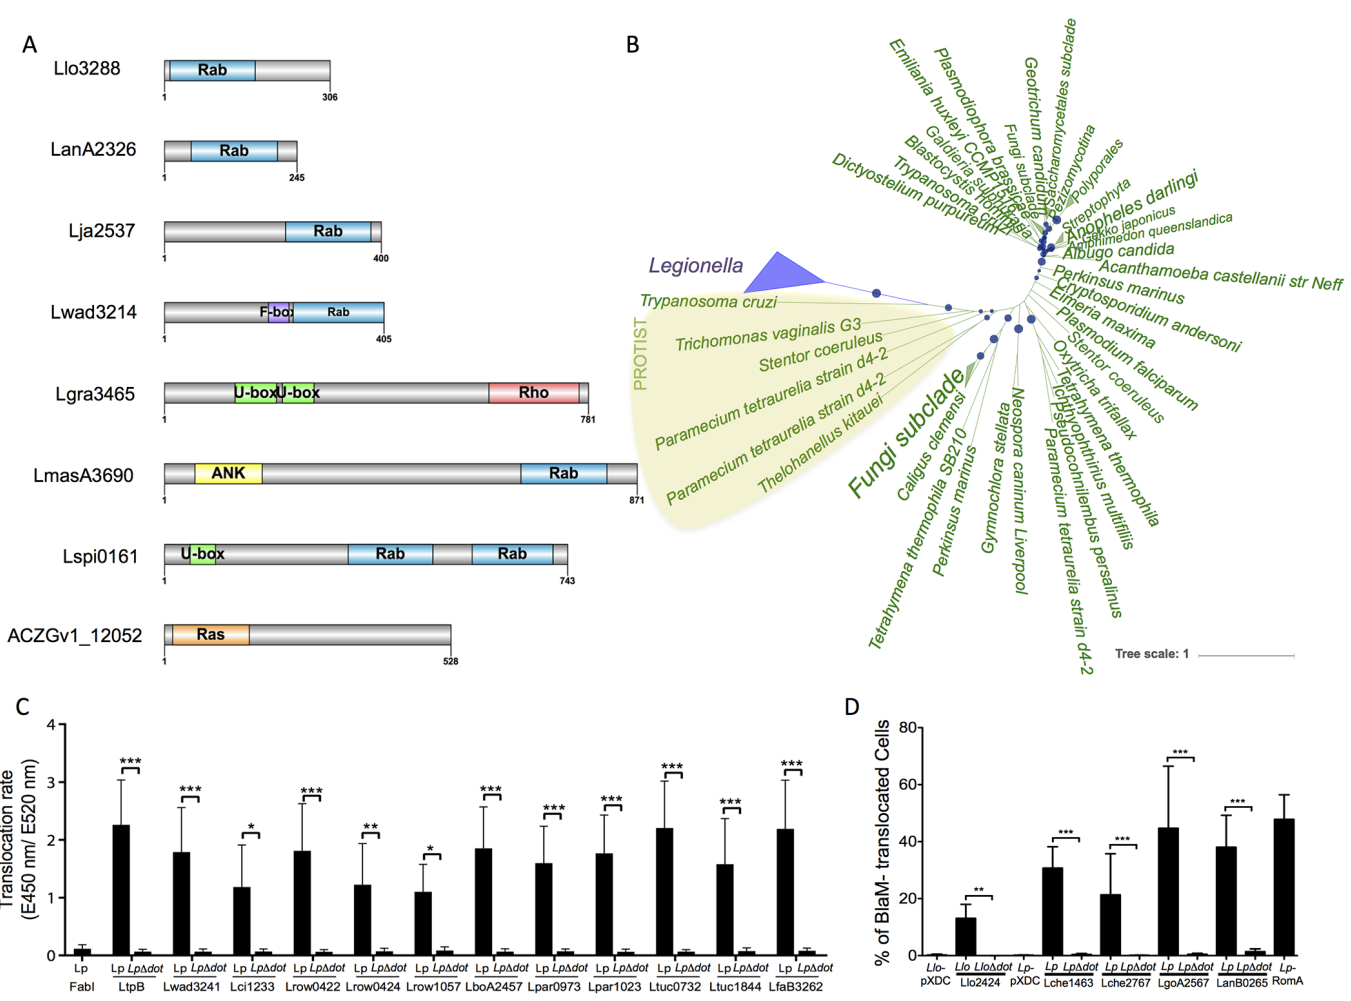 A
Llo3288
Rab
1
306
LanA2326
Rab
1
245
Lja2537
Rab
1
400
Lwad3214
F-box
Rab
1
405
Lgra3465
U-box
U-box
Rho
1
781
LmasA3690
ANK
Rab
1
871
Lspi0161
U-box
Rab
Rab
1
743
ACZGv1_12052
Ras
1
528
B
Legionella
PROTIST
Trypanosoma cruzi
Trichomonas vaginalis G3
Stentor coeruleus
Paramecium tetraurelia strain d4-2
Paramecium tetraurelia strain d4-2
Thelohanellus kitauei
Fungi subclade
Caligus clemensi
Tetrahymena thermophila SB210
Perkinsus marinus
Gymnochlora stellata
Neospora caninum Liverpool
Paramecium tetraurelia strain d4-2
Pseudocohnilembus persalinus
Ichthyophthirius multifiliis
Tetrahymena thermophila
Oxytricha trifallax
Stentor coeruleus
Plasmodium falciparum
Eimeria maxima
Cryptosporidium andersoni
Perkinsus marinus
Acanthamoeba castellanii str Neff
Albugo candida
Amphimedon queenslandica
Gekko japonicus
Anopheles darlingi
Streptophyta
Polyporales
Pezizomycotina
Saccharomycetales subclade
Geotrichum candidum
Fungi subclade
Plasmodiophora brassicae
Emiliania huxleyi CCMP1516
Galdieria sulphuraria
Blastocystis hominis
Trypanosoma cruzi
Dictyostelium purpureum
Tree scale: 1
C
Translocation rate
(E450 nm/ E520 nm)
4
3
2
1
0
*** *** * *** ** * *** *** *** *** *** ***
Lp Lp LpΔdot Lp LpΔdot Lp LpΔdot Lp LpΔdot Lp LpΔdot Lp LpΔdot Lp LpΔdot Lp LpΔdot Lp LpΔdot Lp LpΔdot Lp LpΔdot Lp LpΔdot
FabI LtpB Lwad3241 Lci1233 Lrow0422 Lrow0424 Lrow1057 LboA2457 Lpar0973 Lpar1023 Ltuc0732 Ltuc1844 LfaB3262
D
% of BlaM- translocated Cells
80
60
40
20
0
** *** *** *** ***
Llo- Llo LloΔdot Lp- Lp LpΔdot Lp LpΔdot Lp LpΔdot Lp LpΔdot Lp-
pXDC Llo2424 pXDC Lche1463 Lche2767 LgoA2567 LanB0265 RomA